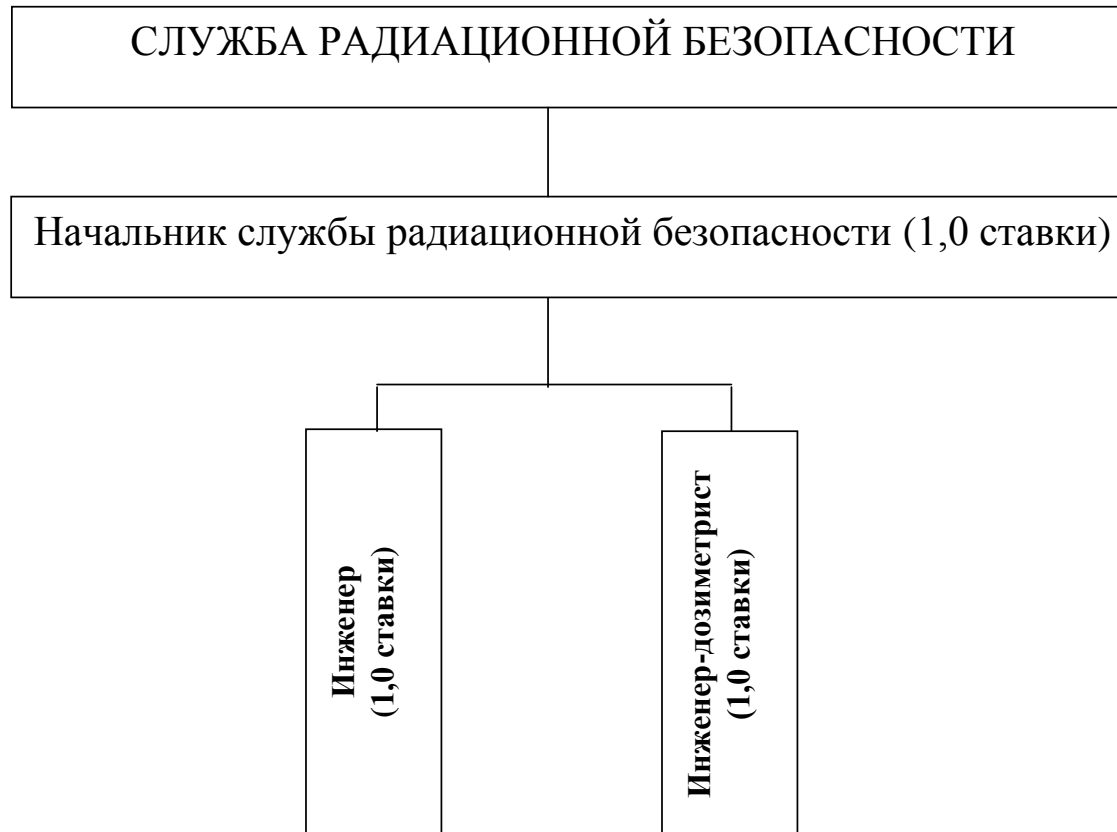 СЛУЖБА РАДИАЦИОННОЙ БЕЗОПАСНОСТИ
Начальник службы радиационной безопасности (1,0 ставки)
Инженер
(1,0 ставки)
Инженер-дозиметрист
(1,0 ставки)